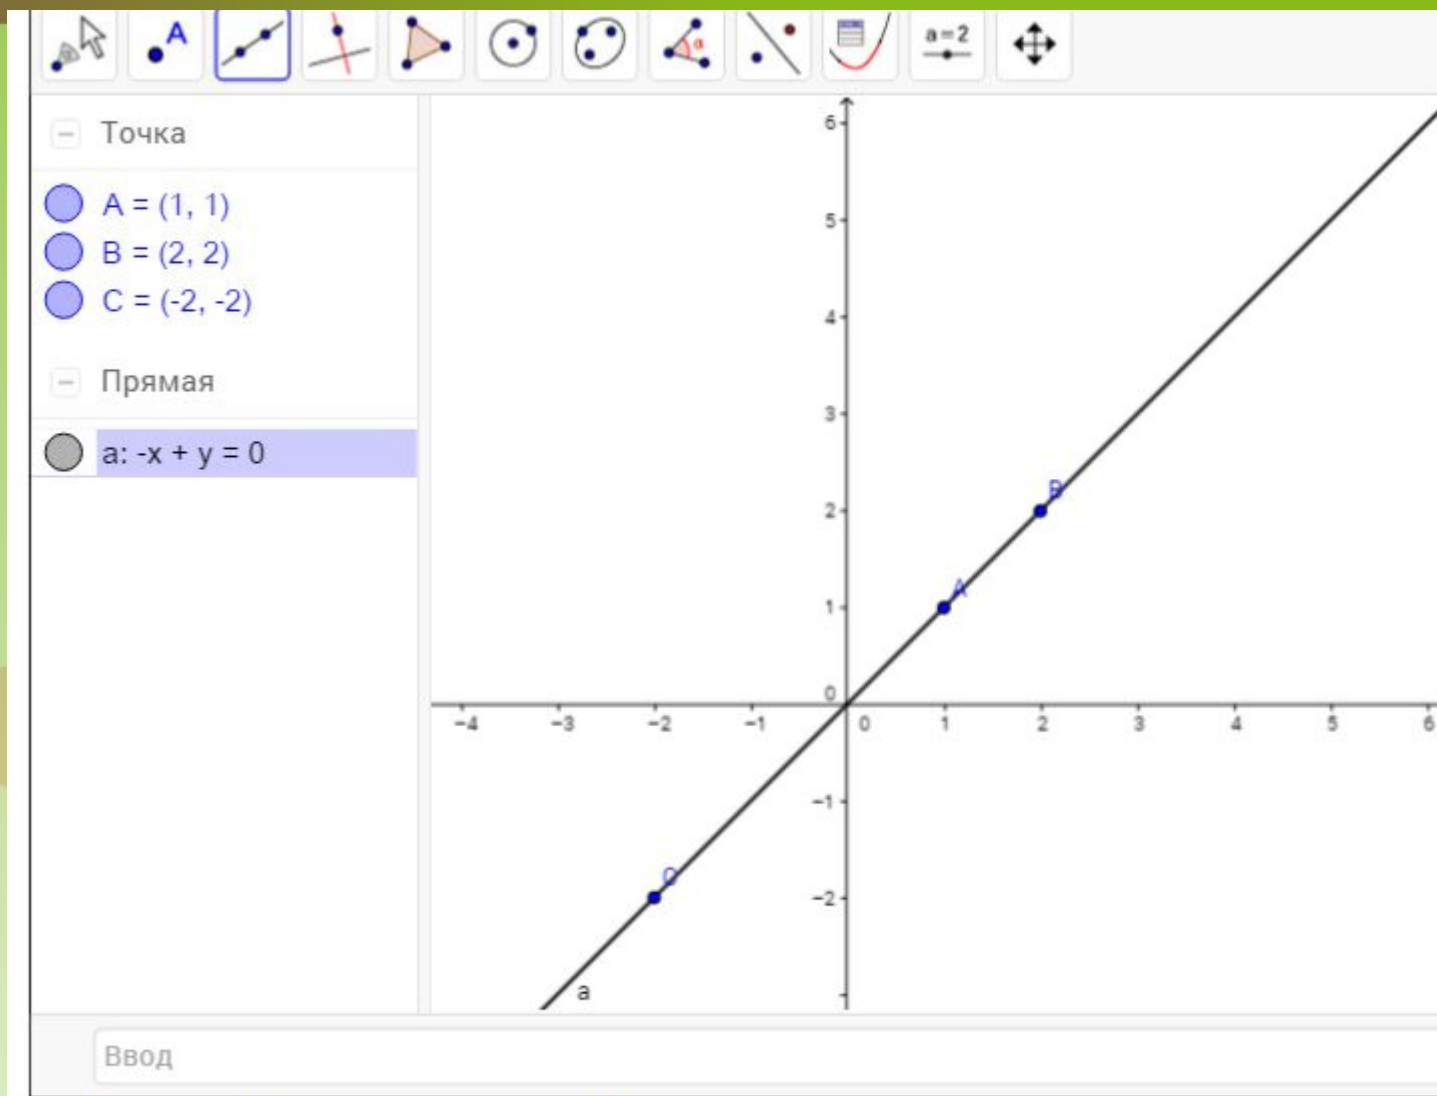 A
α
a=2
Точка
A = (1, 1)
B = (2, 2)
C = (-2, -2)
Прямая
a: -x + y = 0
6
5
4
3
2
1
0
-1
-2
-4 -3 -2 -1 0 1 2 3 4 5 6
B
A
C
a
Ввод